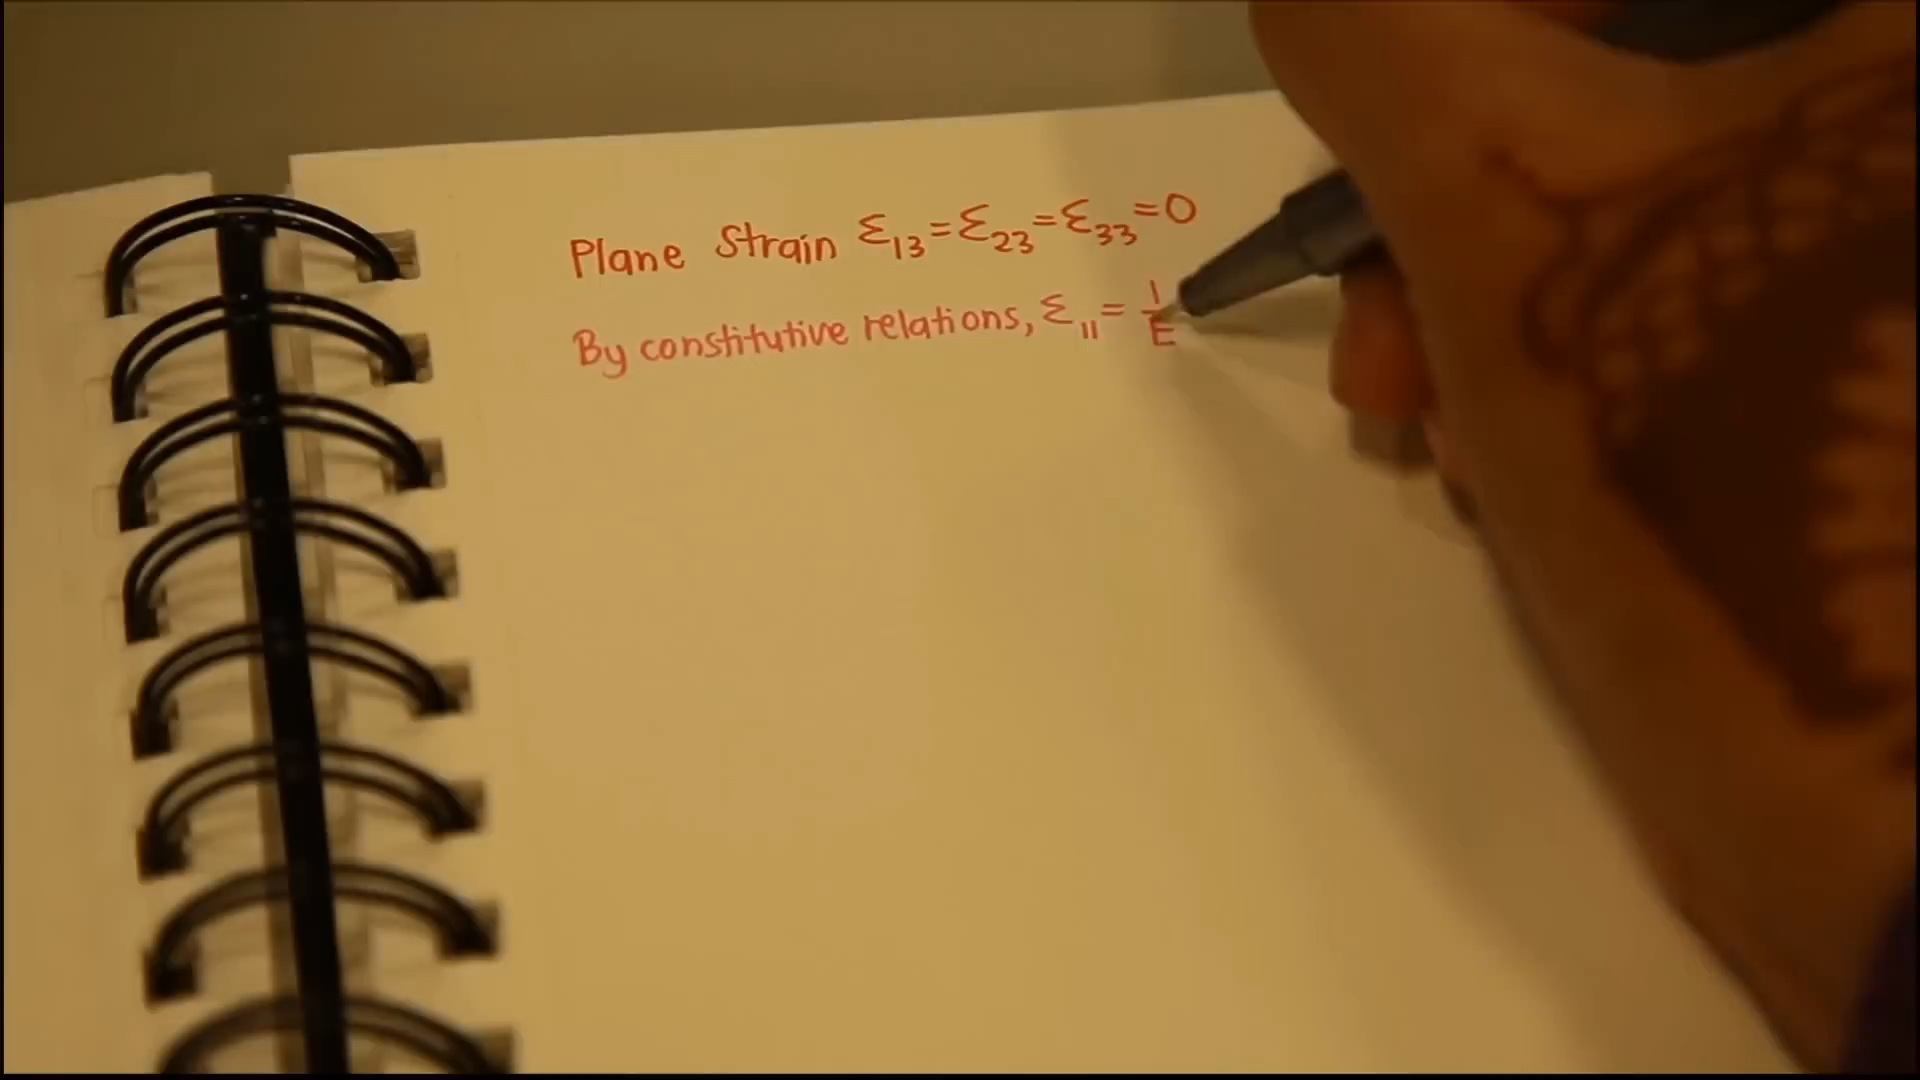 Plane Strain ε₁₃=ε₂₃=ε₃₃=0
By constitutive relations, ε₁₁=1/E